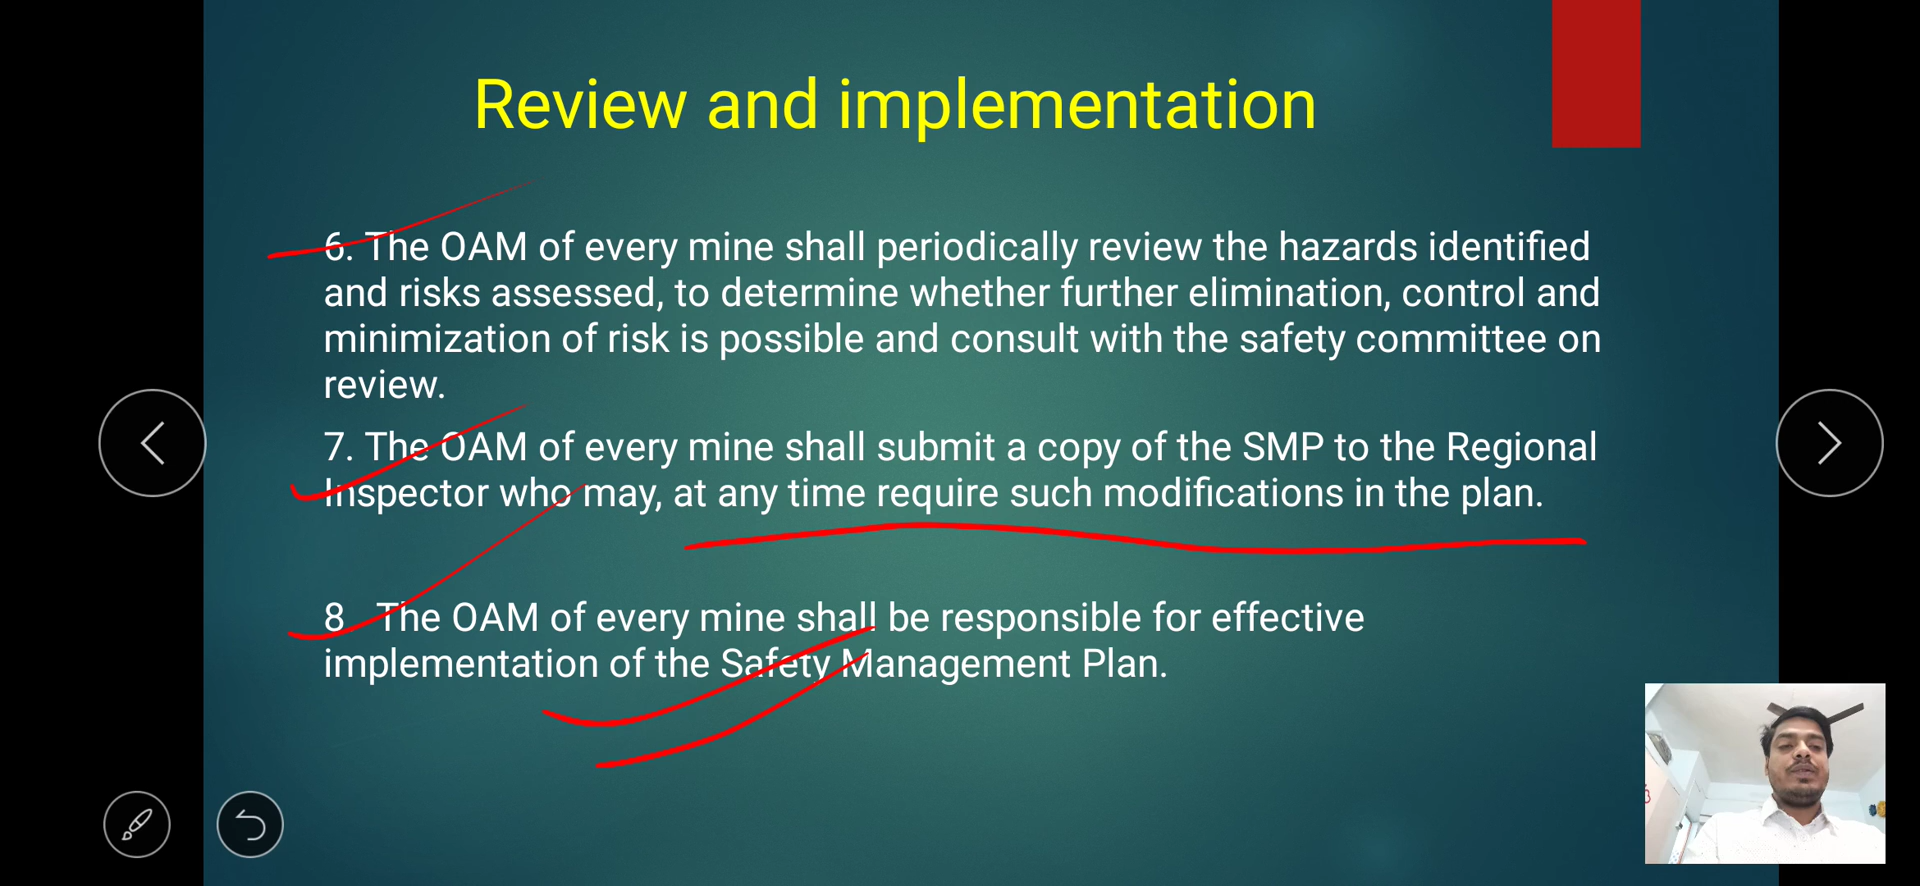 Review and implementation
6. The OAM of every mine shall periodically review the hazards identified
and risks assessed, to determine whether further elimination, control and
minimization of risk is possible and consult with the safety committee on
review.
7. The OAM of every mine shall submit a copy of the SMP to the Regional
Inspector who may, at any time require such modifications in the plan.
8 The OAM of every mine shall be responsible for effective
implementation of the Safety Management Plan.